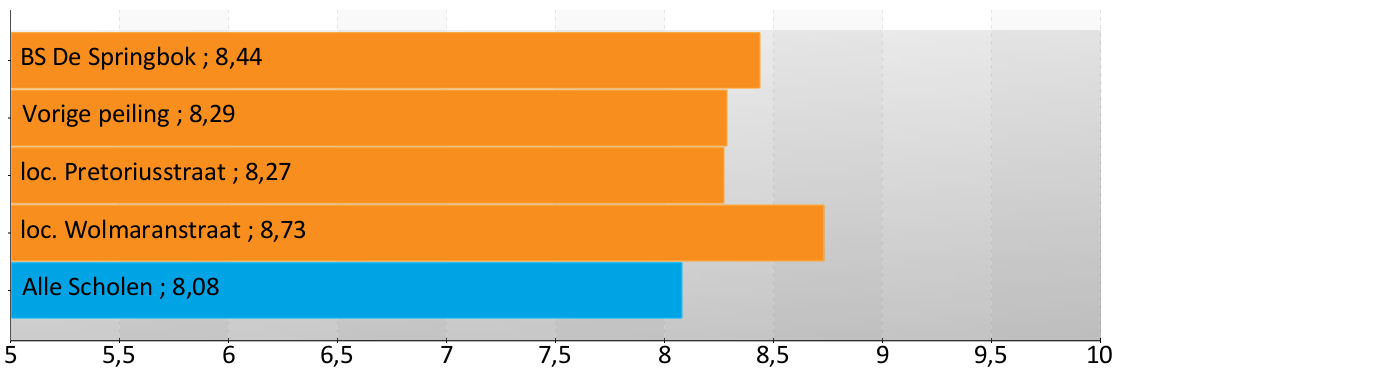 BS De Springbok ; 8,44
Vorige peiling ; 8,29
loc. Pretoriusstraat ; 8,27
loc. Wolmaranstraat ; 8,73
Alle Scholen ; 8,08
5 5,5 6 6,5 7 7,5 8 8,5 9 9,5 10